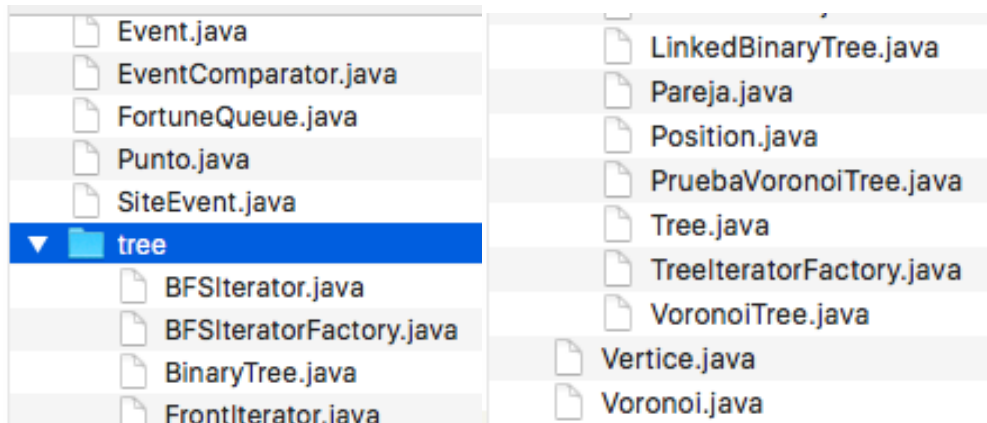 Event.java
EventComparator.java
FortuneQueue.java
Punto.java
SiteEvent.java
tree
BFSIterator.java
BFSIteratorFactory.java
BinaryTree.java
FrontIterator.java
LinkedBinaryTree.java
Pareja.java
Position.java
PruebaVoronoiTree.java
Tree.java
TreeIteratorFactory.java
VoronoiTree.java
Vertice.java
Voronoi.java